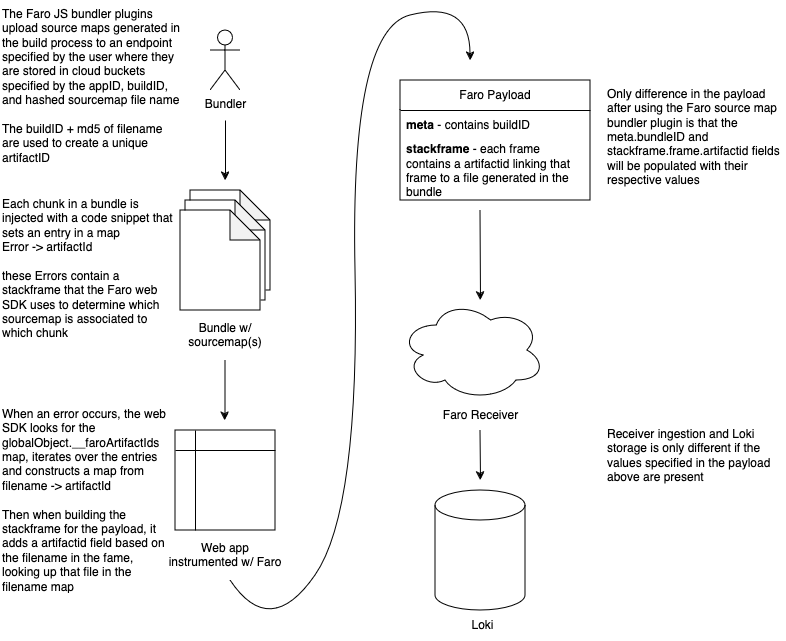 The Faro JS bundler plugins
upload source maps generated in
the build process to an endpoint
specified by the user where they
are stored in cloud buckets
specified by the appID, buildID,
and hashed sourcemap file name
The buildID + md5 of filename
are used to create a unique
artifactID
Bundler
Each chunk in a bundle is
injected with a code snippet that
sets an entry in a map
Error -> artifactId
these Errors contain a
stackframe that the Faro web
SDK uses to determine which
sourcemap is associated to
which chunk
Bundle w/
sourcemap(s)
When an error occurs, the web
SDK looks for the
globalObject.__faroArtifactIds
map, iterates over the entries
and constructs a map from
filename -> artifactId
Then when building the
stackframe for the payload, it
adds a artifactid field based on
the filename in the fame,
looking up that file in the
filename map
Web app
instrumented w/ Faro
Faro Payload
meta - contains buildID
stackframe - each frame
contains a artifactid linking that
frame to a file generated in the
bundle
Only difference in the payload
after using the Faro source map
bundler plugin is that the
meta.bundleID and
stackframe.frame.artifactid fields
will be populated with their
respective values
Faro Receiver
Receiver ingestion and Loki
storage is only different if the
values specified in the payload
above are present
Loki